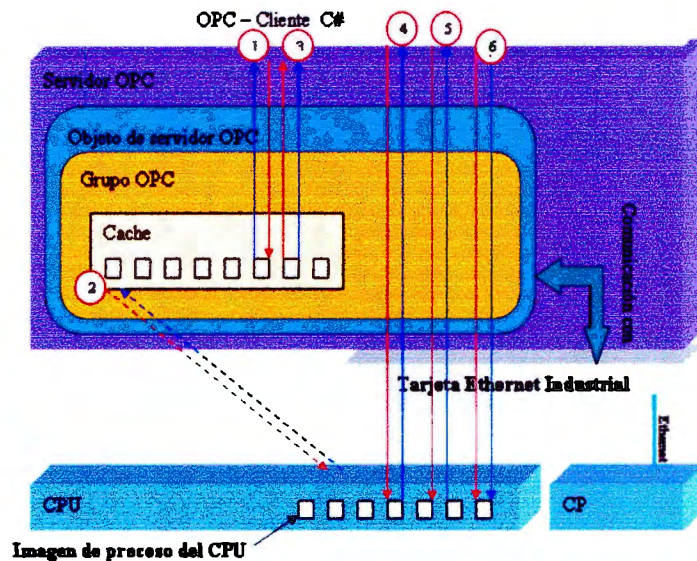 OPC – Cliente C#
1
3
4
5
6
Servidor OPC
Objeto de servidor OPC
Grupo OPC
Cache
2
Comunicación con
Tarjeta Ethernet Industrial
Ethernet
CPU
CP
Imagen de proceso del CPU